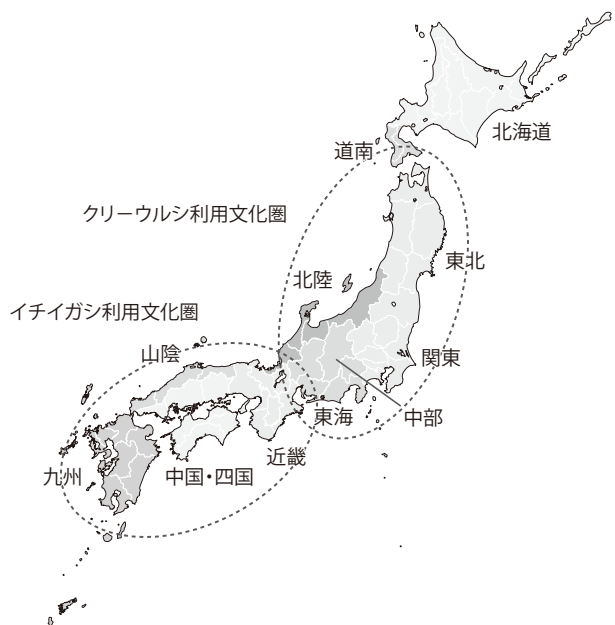 北海道
道南
クリーウルシ利用文化圏
東北
北陸
イチイガシ利用文化圏
山陰
関東
東海
中部
近畿
九州
中国・四国